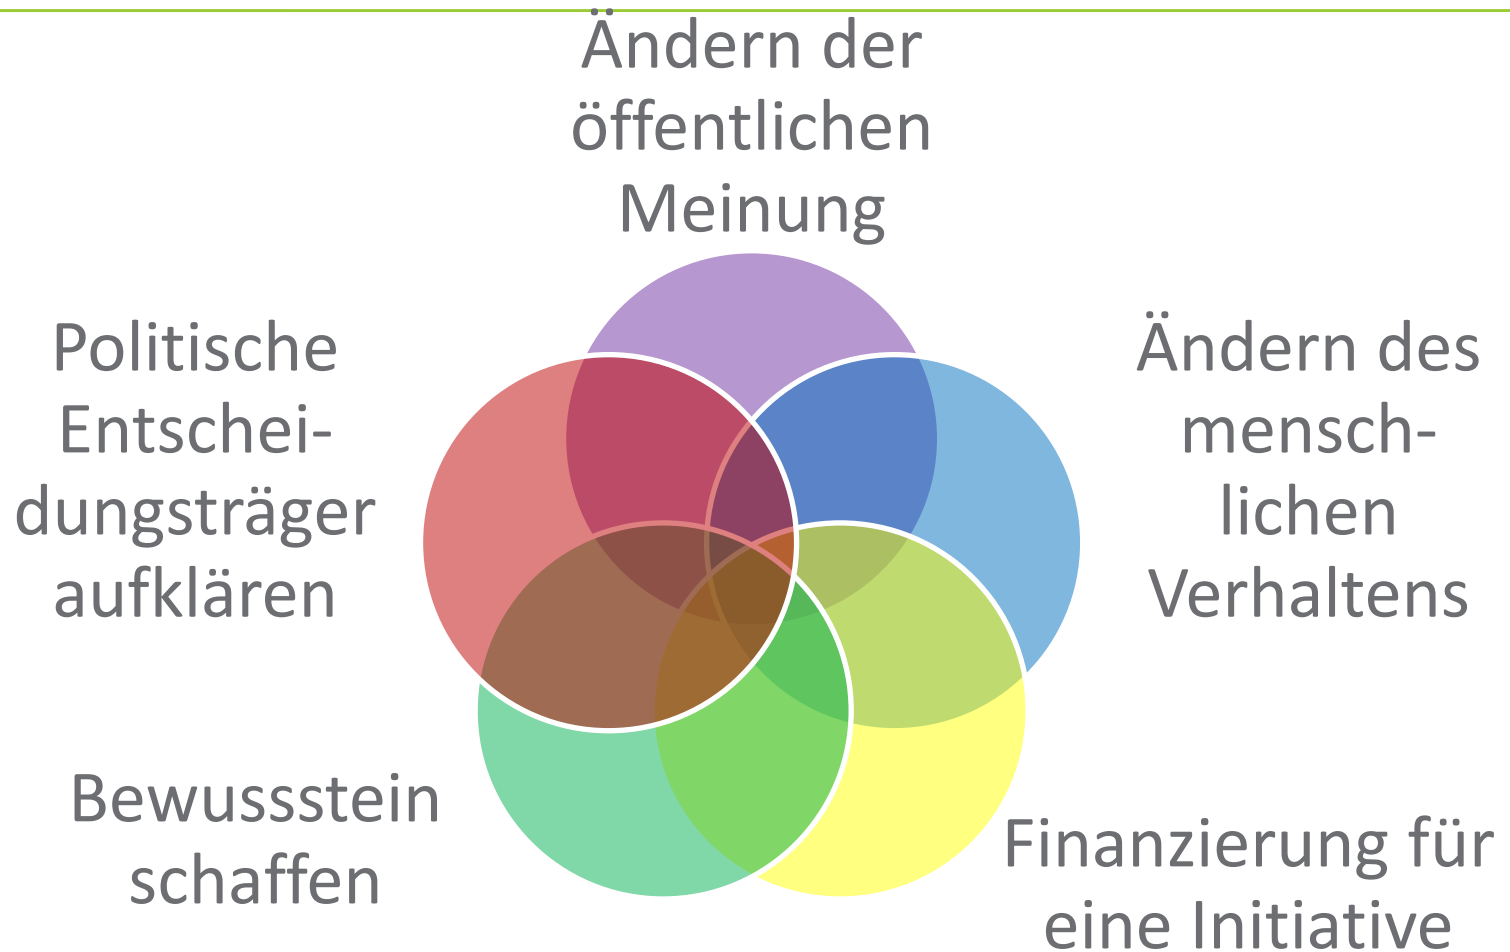 Ändern der
öffentlichen
Meinung
Politische
Entschei-
dungsträger
aufklären
Ändern des
mensch-
lichen
Verhaltens
Bewussstein
schaffen
Finanzierung für
eine Initiative